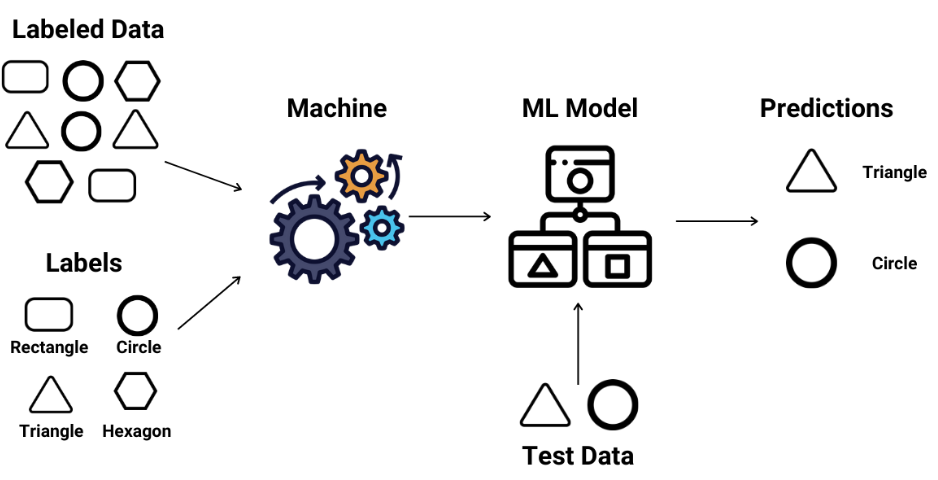 Labeled Data
Machine
ML Model
Predictions
Triangle
Circle
Labels
Rectangle
Circle
Triangle
Hexagon
Test Data